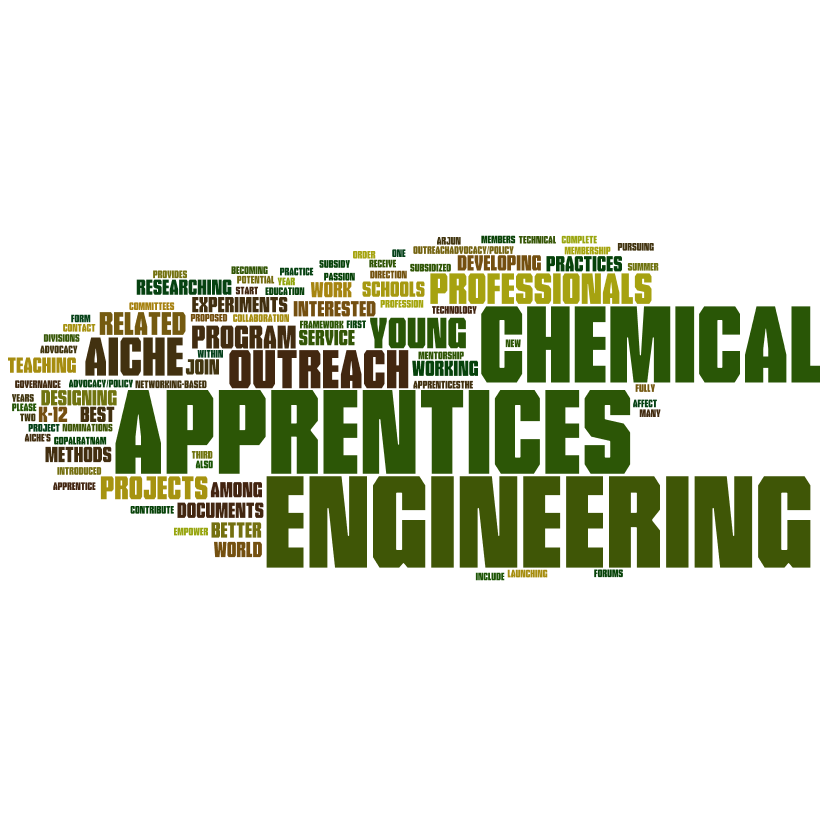 ARJUN MEMBERS TECHNICAL COMPLETE
ORDER ONE OUTREACHADVOCACY/POLICY MEMBERSHIP PURSUING
PROVIDES BECOMING PRACTICE SUBSIDY RECEIVE SUBSIDIZED DEVELOPING PRACTICES SUMMER
RESEARCHING POTENTIAL YEAR PASSION DIRECTION
START EDUCATION WORK SCHOOLS PROFESSIONALS
COMMITTEES EXPERIMENTS INTERESTED PROFESSION TECHNOLOGY
FORM CONTACT RELATED PROPOSED COLLABORATION FRAMEWORK FIRST YOUNG CHEMICAL
DIVISIONS PROGRAM SERVICE NEW
ADVOCACY AICHE WITHIN MENTORSHIP
TEACHING JOIN OUTREACH WORKING
GOVERNANCE ADVOCACY/POLICY NETWORKING-BASED APPRENTICESTHE FULLY
YEARS DESIGNING APPRENTICES AFFECT
PLEASE
TWO K-12 BEST MANY
PROJECT NOMINATIONS
AICHE'S GOPALRATNAM
METHODS THIRD
ALSO
INTRODUCED
APPRENTICE PROJECTS AMONG ENGINEERING
CONTRIBUTE DOCUMENTS
EMPOWER BETTER
WORLD
INCLUDE LAUNCHING FORUMS